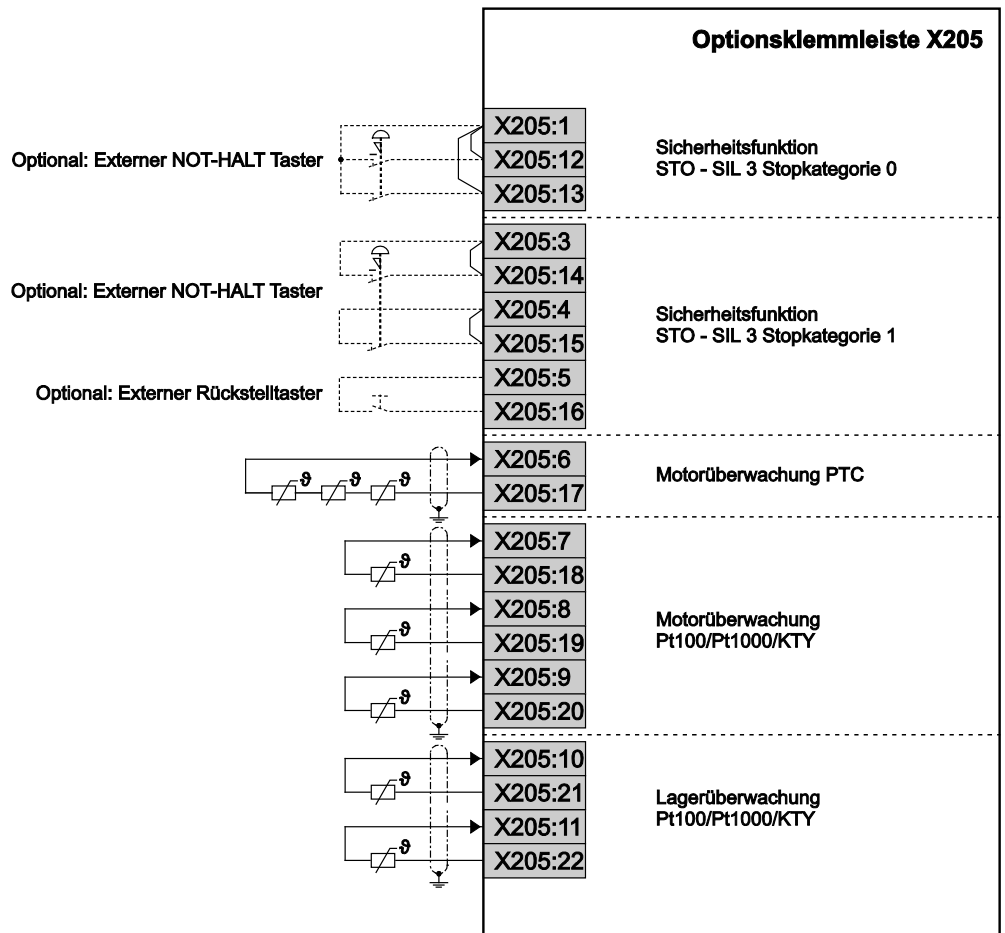 Optionsklemmleiste X205
Optional: Externer NOT-HALT Taster
X205:1
X205:12
X205:13
Sicherheitsfunktion
STO - SIL 3 Stopkategorie 0
Optional: Externer NOT-HALT Taster
Optional: Externer Rückstelltaster
X205:3
X205:14
X205:4
X205:15
X205:5
X205:16
Sicherheitsfunktion
STO - SIL 3 Stopkategorie 1
ϑ ϑ ϑ
X205:6
X205:17
Motorüberwachung PTC
ϑ
ϑ
ϑ
X205:7
X205:18
X205:8
X205:19
X205:9
X205:20
Motorüberwachung
Pt100/Pt1000/KTY
ϑ
ϑ
X205:10
X205:21
X205:11
X205:22
Lagerüberwachung
Pt100/Pt1000/KTY